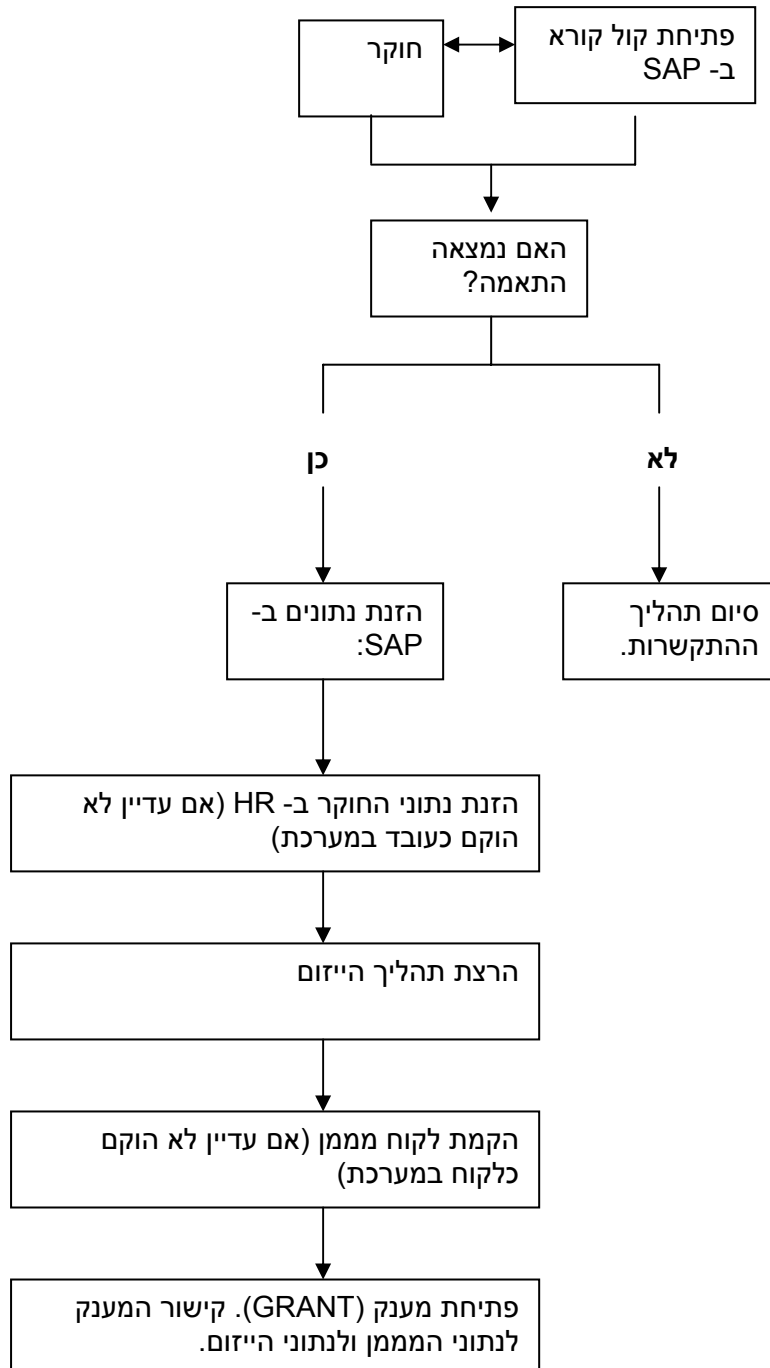 פתיחת קול קורא
ב- SAP
חוקר
האם נמצאה
התאמה?
כן
לא
הזנת נתונים ב-
SAP:
סיום תהליך
ההתקשרות.
הזנת נתוני החוקר ב- HR (אם עדיין לא
הוקם כעובד במערכת)
הרצת תהליך הייזום
הקמת לקוח מממן (אם עדיין לא הוקם
כלקוח במערכת)
פתיחת מענק (GRANT). קישור המענק
לנתוני המממן ולנתוני הייזום.